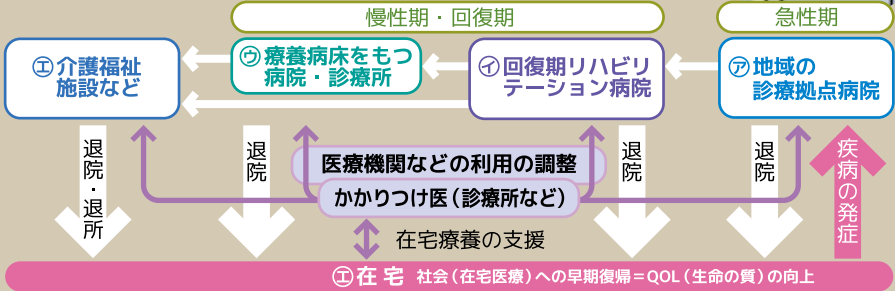 慢性期・回復期
急性期
㋓介護福祉
施設など
㋒療養病床をもつ
病院・診療所
㋑回復期リハビリ
テーション病院
㋐地域の
診療拠点病院
退院・退所
退院
医療機関などの利用の調整
かかりつけ医（診療所など）
退院
退院
疾病の発症
在宅療養の支援
㋓在宅 社会（在宅医療）への早期復帰＝QOL（生命の質）の向上